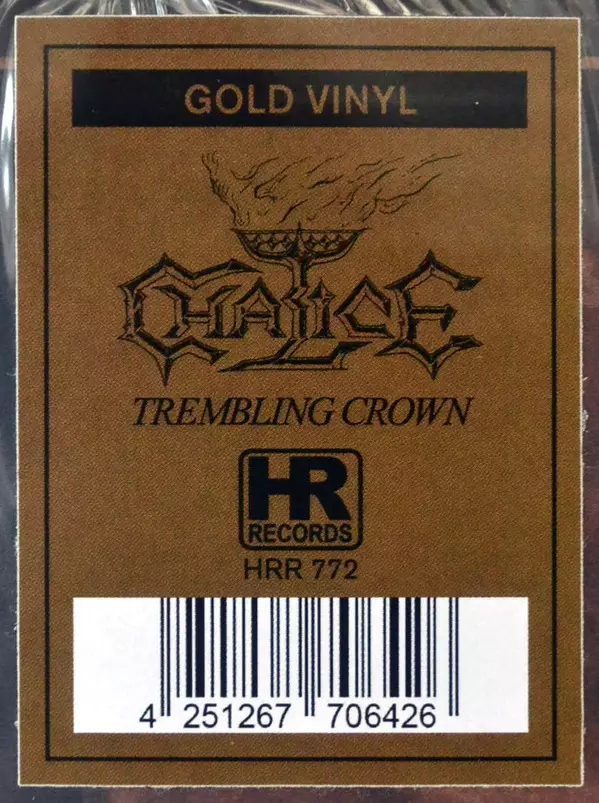 GOLD VINYL
CHALICE
TREMBLING CROWN
HR
RECORDS
HRR 772
4 251267 706426